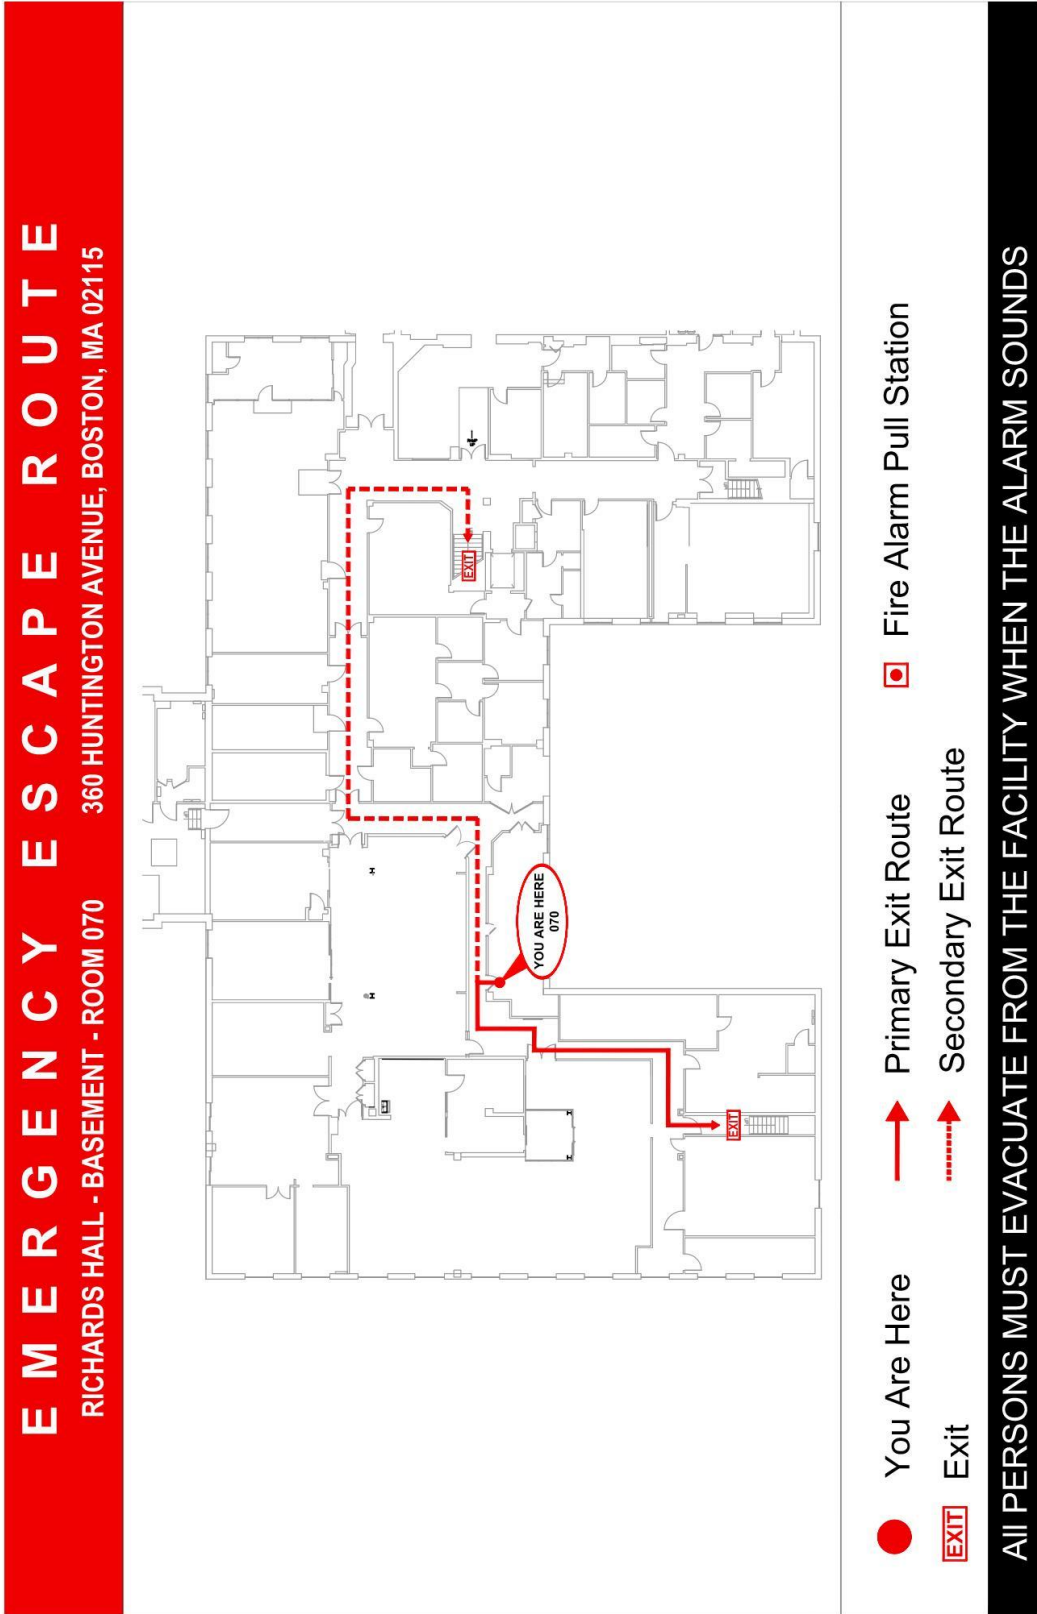 EMERGENCY ESCAPE ROUTE
RICHARDS HALL - BASEMENT - ROOM 070 360 HUNTINGTON AVENUE, BOSTON, MA 02115
EXIT
YOU ARE HERE
070
EXIT
You Are Here
Primary Exit Route
Fire Alarm Pull Station
EXIT Exit
Secondary Exit Route
All PERSONS MUST EVACUATE FROM THE FACILITY WHEN THE ALARM SOUNDS